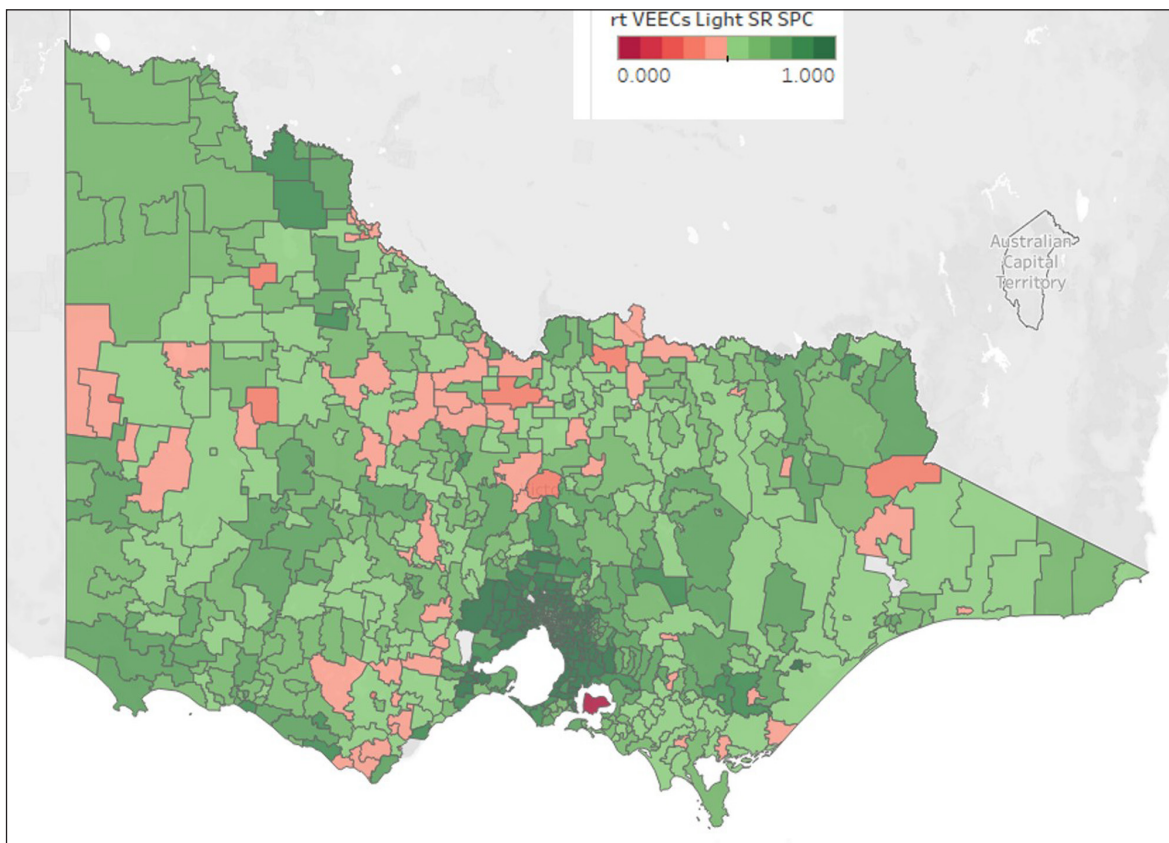 rt VEECs Light SR SPC
0.000 1.000
Australian
Capital
Territory